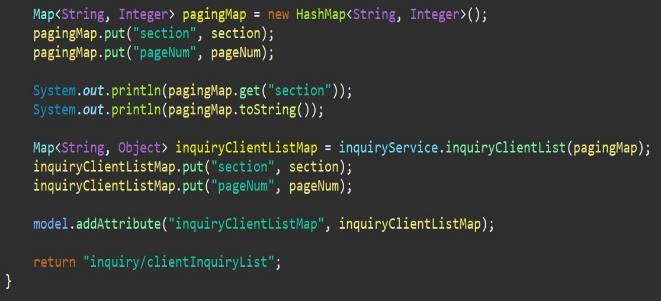 Map<String, Integer> pagingMap = new HashMap<String, Integer>();
pagingMap.put("section", section);
pagingMap.put("pageNum", pageNum);
System.out.println(pagingMap.get("section"));
System.out.println(pagingMap.toString());
Map<String, Object> inquiryClientListMap = inquiryService.inquiryClientList(pagingMap);
inquiryClientListMap.put("section", section);
inquiryClientListMap.put("pageNum", pageNum);
model.addAttribute("inquiryClientListMap", inquiryClientListMap);
return "inquiry/clientInquiryList";
}